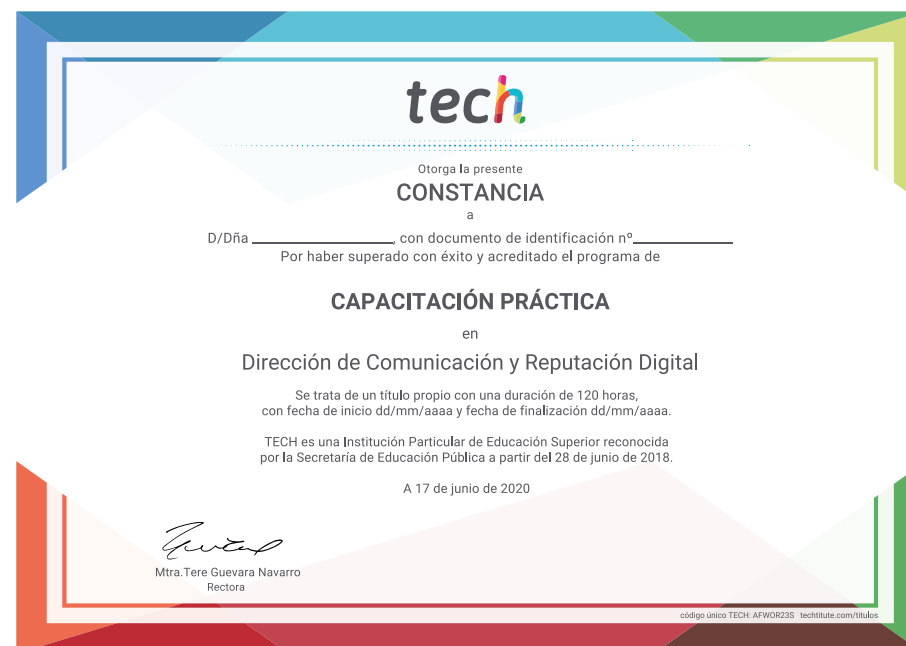 tech
Otorga la presente
CONSTANCIA
a
D/Dña ____________________, con documento de identificación nº______________
Por haber superado con éxito y acreditado el programa de
CAPACITACIÓN PRÁCTICA
en
Dirección de Comunicación y Reputación Digital
Se trata de un título propio con una duración de 120 horas,
con fecha de inicio dd/mm/aaaa y fecha de finalización dd/mm/aaaa.
TECH es una Institución Particular de Educación Superior reconocida
por la Secretaría de Educación Pública a partir del 28 de junio de 2018.
A 17 de junio de 2020
Mtra.Tere Guevara Navarro
Rectora
código único TECH: AFWOR23S techtitute.com/titulos